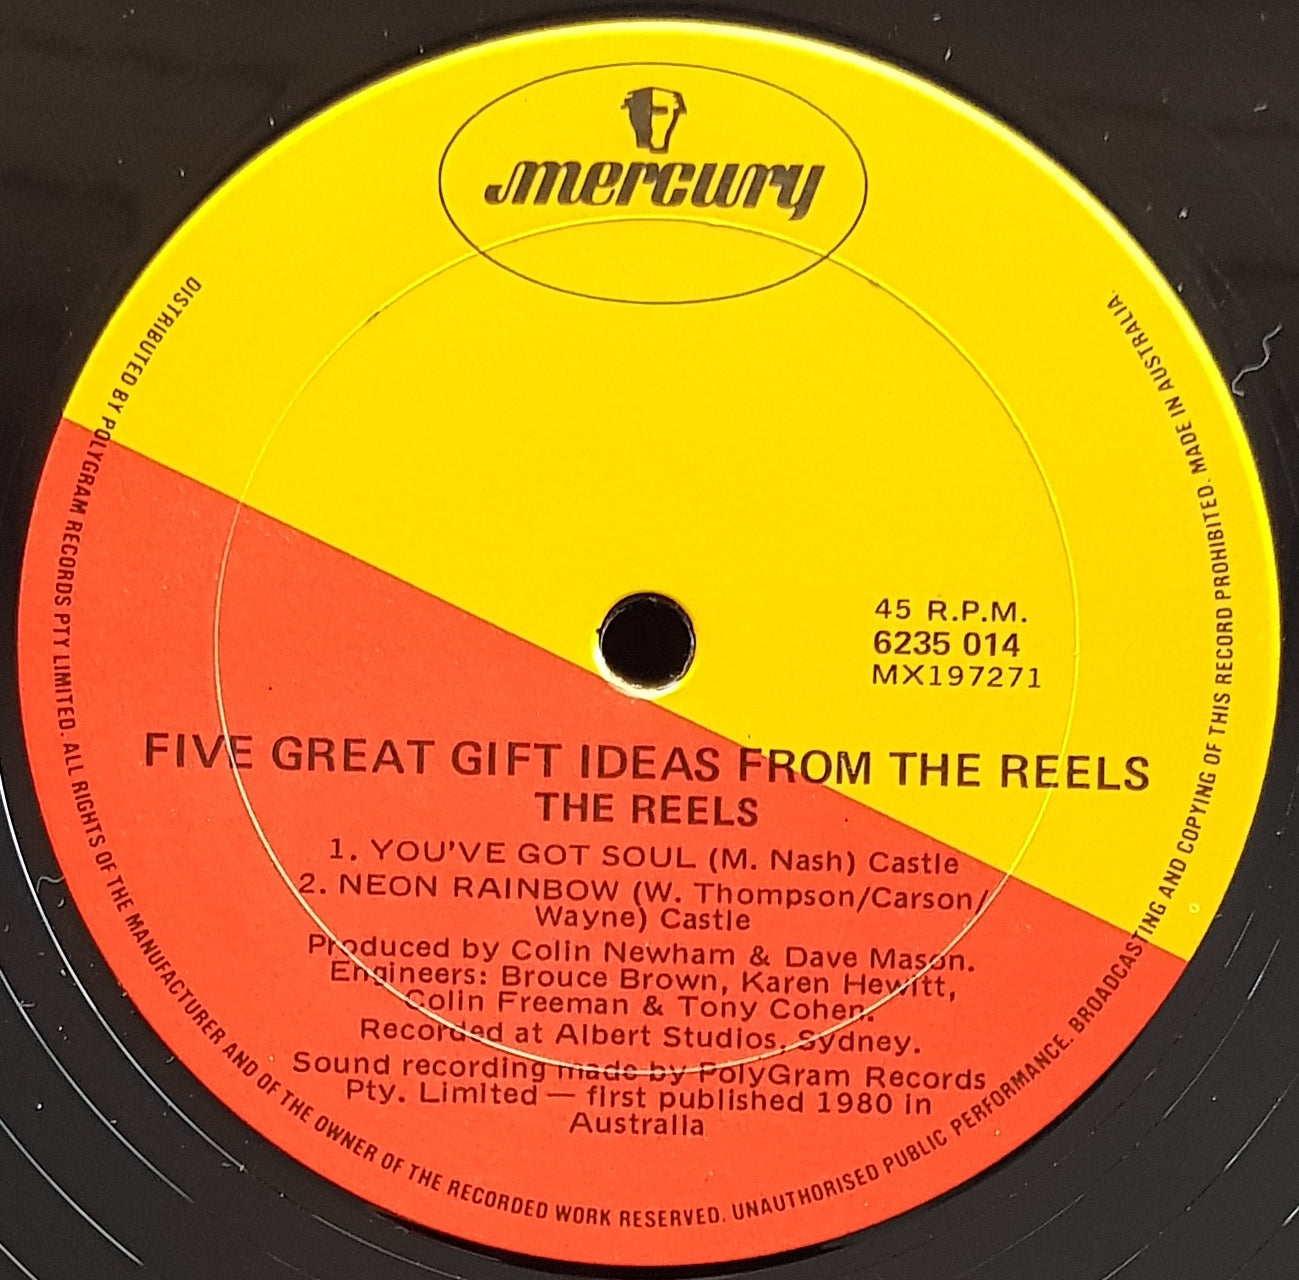 mercury
45 R.P.M.
6235 014
MX197271
FIVE GREAT GIFT IDEAS FROM THE REELS
THE REELS
1. YOU'VE GOT SOUL (M. Nash) Castle
2. NEON RAINBOW (W. Thompson/Carson/
Wayne) Castle
Produced by Colin Newham & Dave Mason.
Engineers: Brouce Brown, Karen Hewitt,
Colin Freeman & Tony Cohen.
Recorded at Albert Studios, Sydney.
Sound recording made by PolyGram Records
Pty. Limited — first published 1980 in
Australia
DISTRIBUTED BY POLYGRAM RECORDS PTY LIMITED. ALL RIGHTS OF THE MANUFACTURER AND OF THE OWNER OF THE RECORDED WORK RESERVED. UNAUTHORISED PUBLIC PERFORMANCE. BROADCASTING AND COPYING OF THIS RECORD PROHIBITED. MADE IN AUSTRALIA.